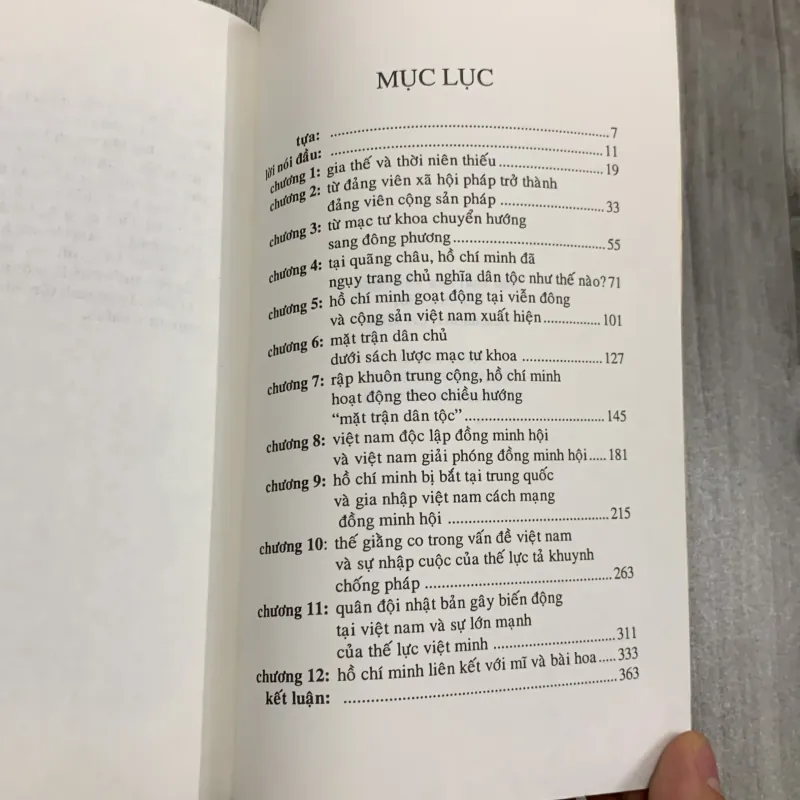 MỤC LỤC
tựa: ........ 7
lời nói đầu: ........ 11
chương 1: gia thế và thời niên thiếu ........ 19
chương 2: từ đảng viên xã hội pháp trở thành
đảng viên cộng sản pháp ........ 33
chương 3: từ mạc tư khoa chuyển hướng
sang đông phương ........ 55
chương 4: tại quãng châu, hồ chí minh đã
ngụy trang chủ nghĩa dân tộc như thế nào? 71
chương 5: hồ chí minh goạt động tại viễn đông
và cộng sản việt nam xuất hiện ........ 101
chương 6: mặt trận dân chủ
dưới sách lược mạc tư khoa ........ 127
chương 7: rập khuôn trung cộng, hồ chí minh
hoạt động theo chiều hướng
“mặt trận dân tộc” ........ 145
chương 8: việt nam độc lập đồng minh hội
và việt nam giải phóng đồng minh hội ..... 181
chương 9: hồ chí minh bị bắt tại trung quốc
và gia nhập việt nam cách mạng
đồng minh hội ........ 215
chương 10: thế giằng co trong vấn đề việt nam
và sự nhập cuộc của thế lực tả khuynh
chống pháp ........ 263
chương 11: quân đội nhật bản gây biến động
tại việt nam và sự lớn mạnh
của thế lực việt minh ........ 311
chương 12: hồ chí minh liên kết với mĩ và bài hoa ..... 333
kết luận: ........ 363